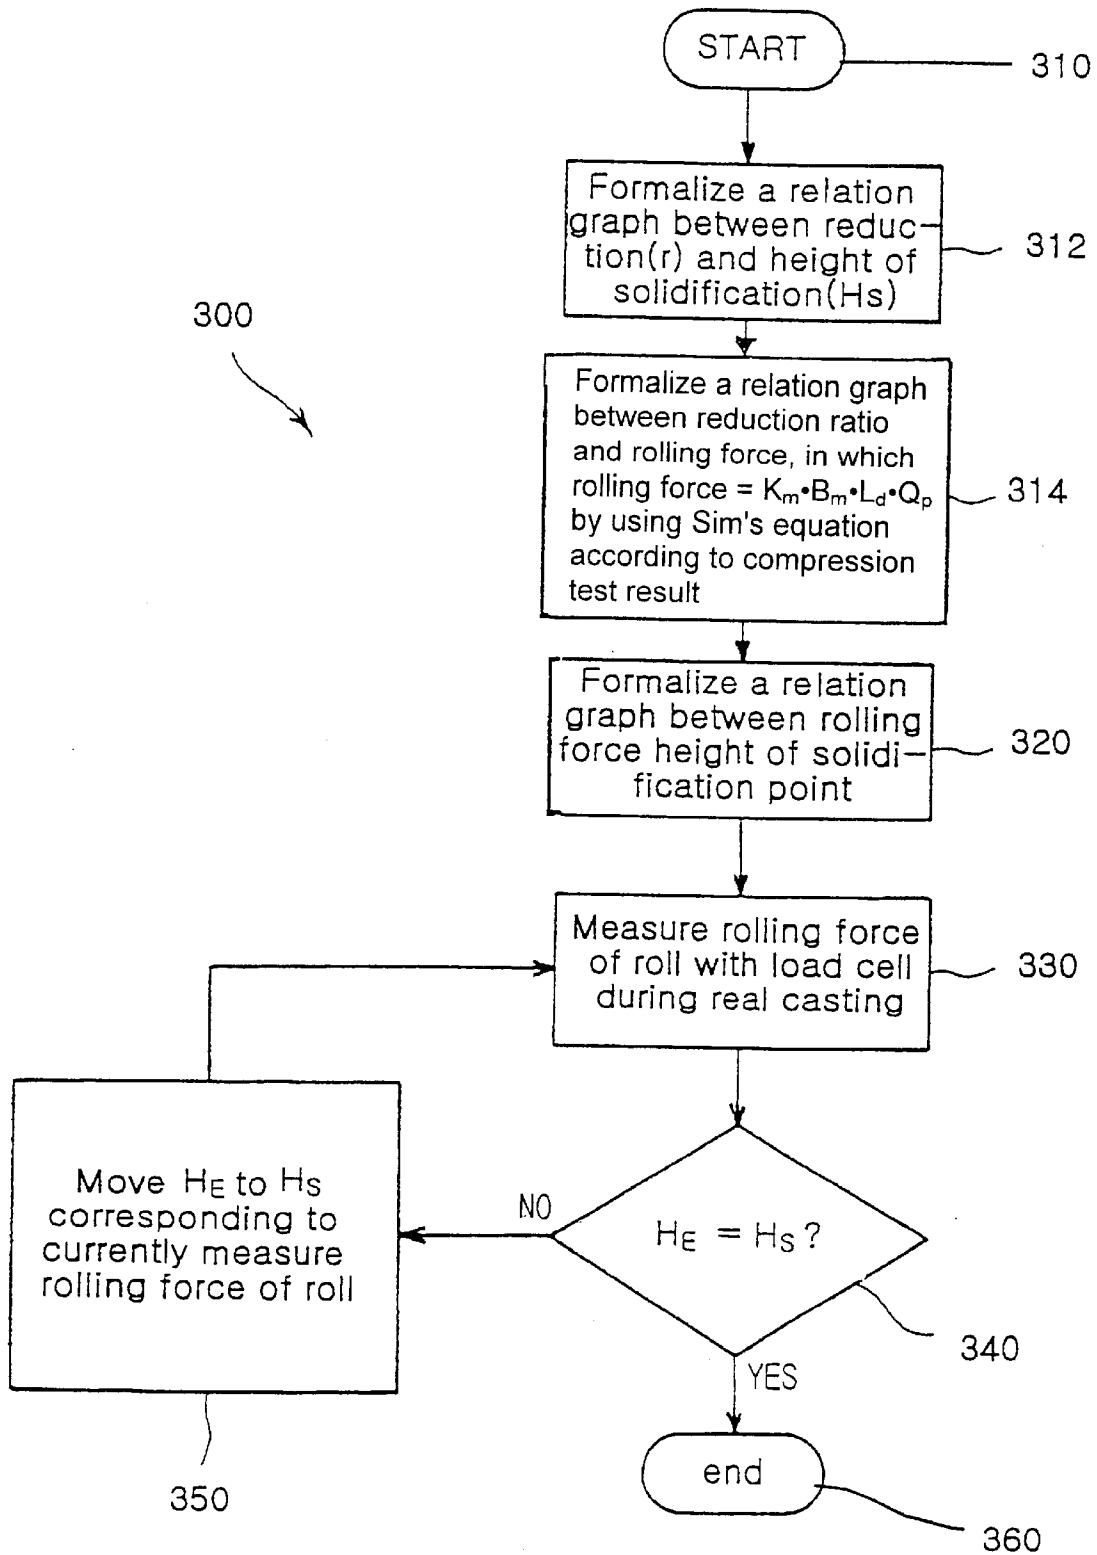 START
310
Formalize a relation
graph between reduc-
tion(r) and height of
solidification(Hs)
312
300
Formalize a relation graph
between reduction ratio
and rolling force, in which
rolling force = Km•Bm•Ld•Qp
by using Sim's equation
according to compression
test result
314
Formalize a relation
graph between rolling
force height of solidi-
fication point
320
Measure rolling force
of roll with load cell
during real casting
330
Move HE to HS
corresponding to
currently measure
rolling force of roll
350
NO
HE = HS ?
340
YES
end
360